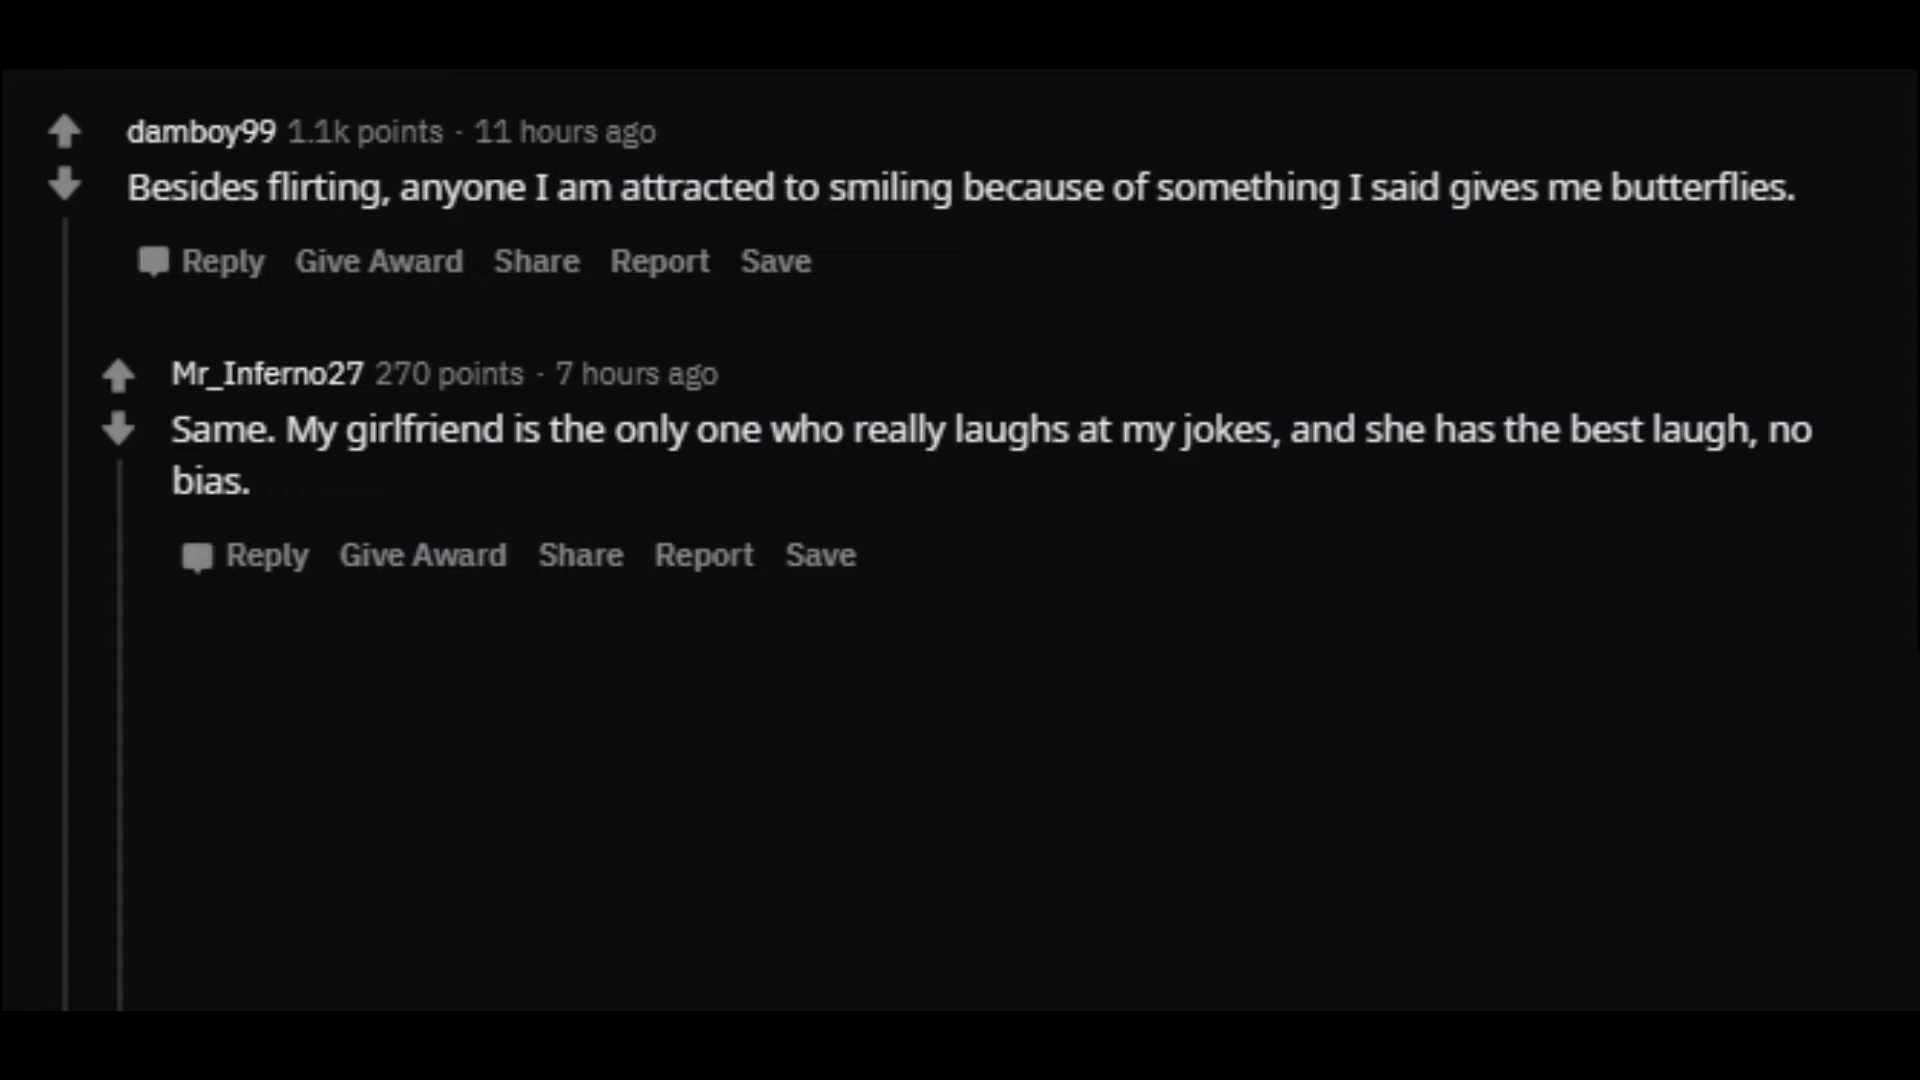 damboy99 1.1k points · 11 hours ago
Besides flirting, anyone I am attracted to smiling because of something I said gives me butterflies.
Reply Give Award Share Report Save
Mr_Inferno27 270 points · 7 hours ago
Same. My girlfriend is the only one who really laughs at my jokes, and she has the best laugh, no
bias.
Reply Give Award Share Report Save